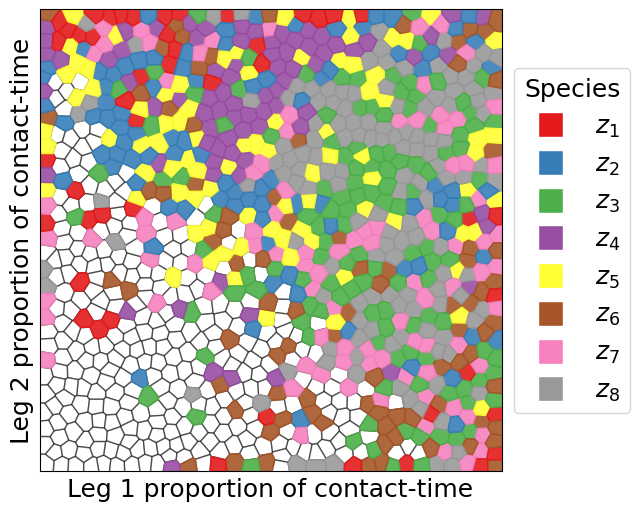 Leg 2 proportion of contact-time
Leg 1 proportion of contact-time
Species
z₁
z₂
z₃
z₄
z₅
z₆
z₇
z₈